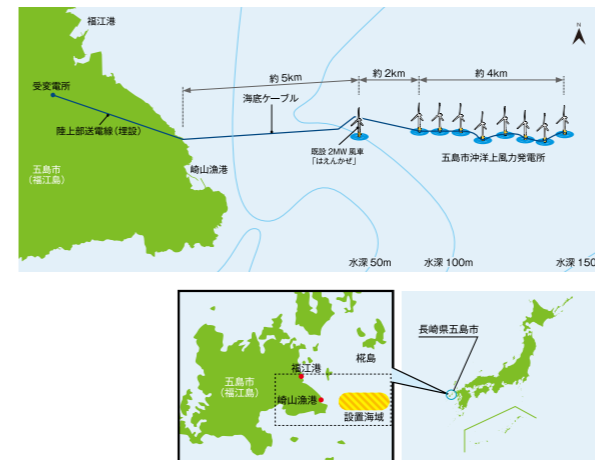 福江港
N
受変電所
約 5km
約 2km
約 4km
海底ケーブル
陸上部送電線(埋設)
既設 2MW 風車
「はえんかぜ」
五島市沖洋上風力発電所
五島市
(福江島)
崎山漁港
水深 50m
水深 100m
水深 150
福江港
椛島
五島市
(福江島)
崎山漁港
設置海域
長崎県五島市